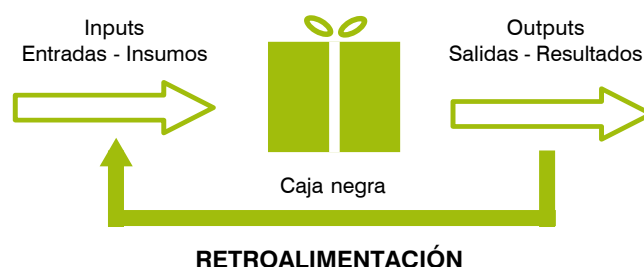 Inputs
Entradas - Insumos
Outputs
Salidas - Resultados
Caja negra
RETROALIMENTACIÓN